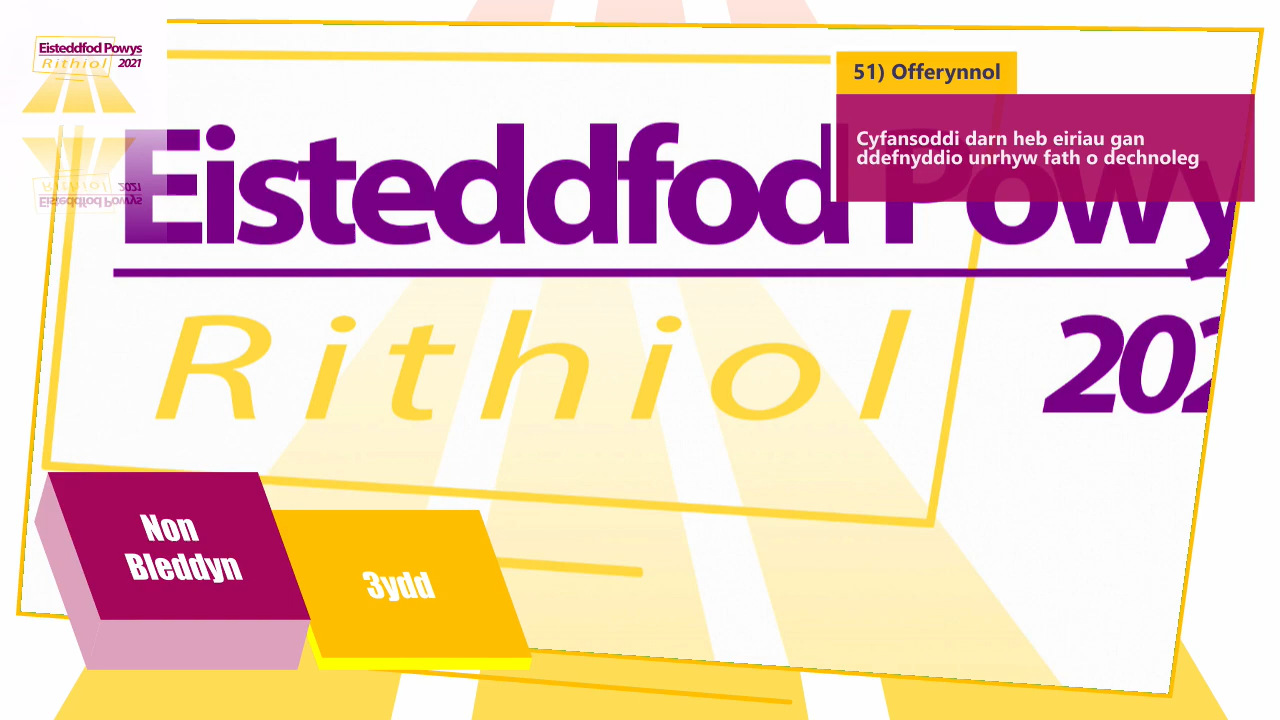 Eisteddfod Powys
Rithiol 2021
51) Offerynnol
Cyfansoddi darn heb eiriau gan
ddefnyddio unrhyw fath o dechnoleg
Eisteddfod Powy
Rithiol 202
Non
Bleddyn
3ydd